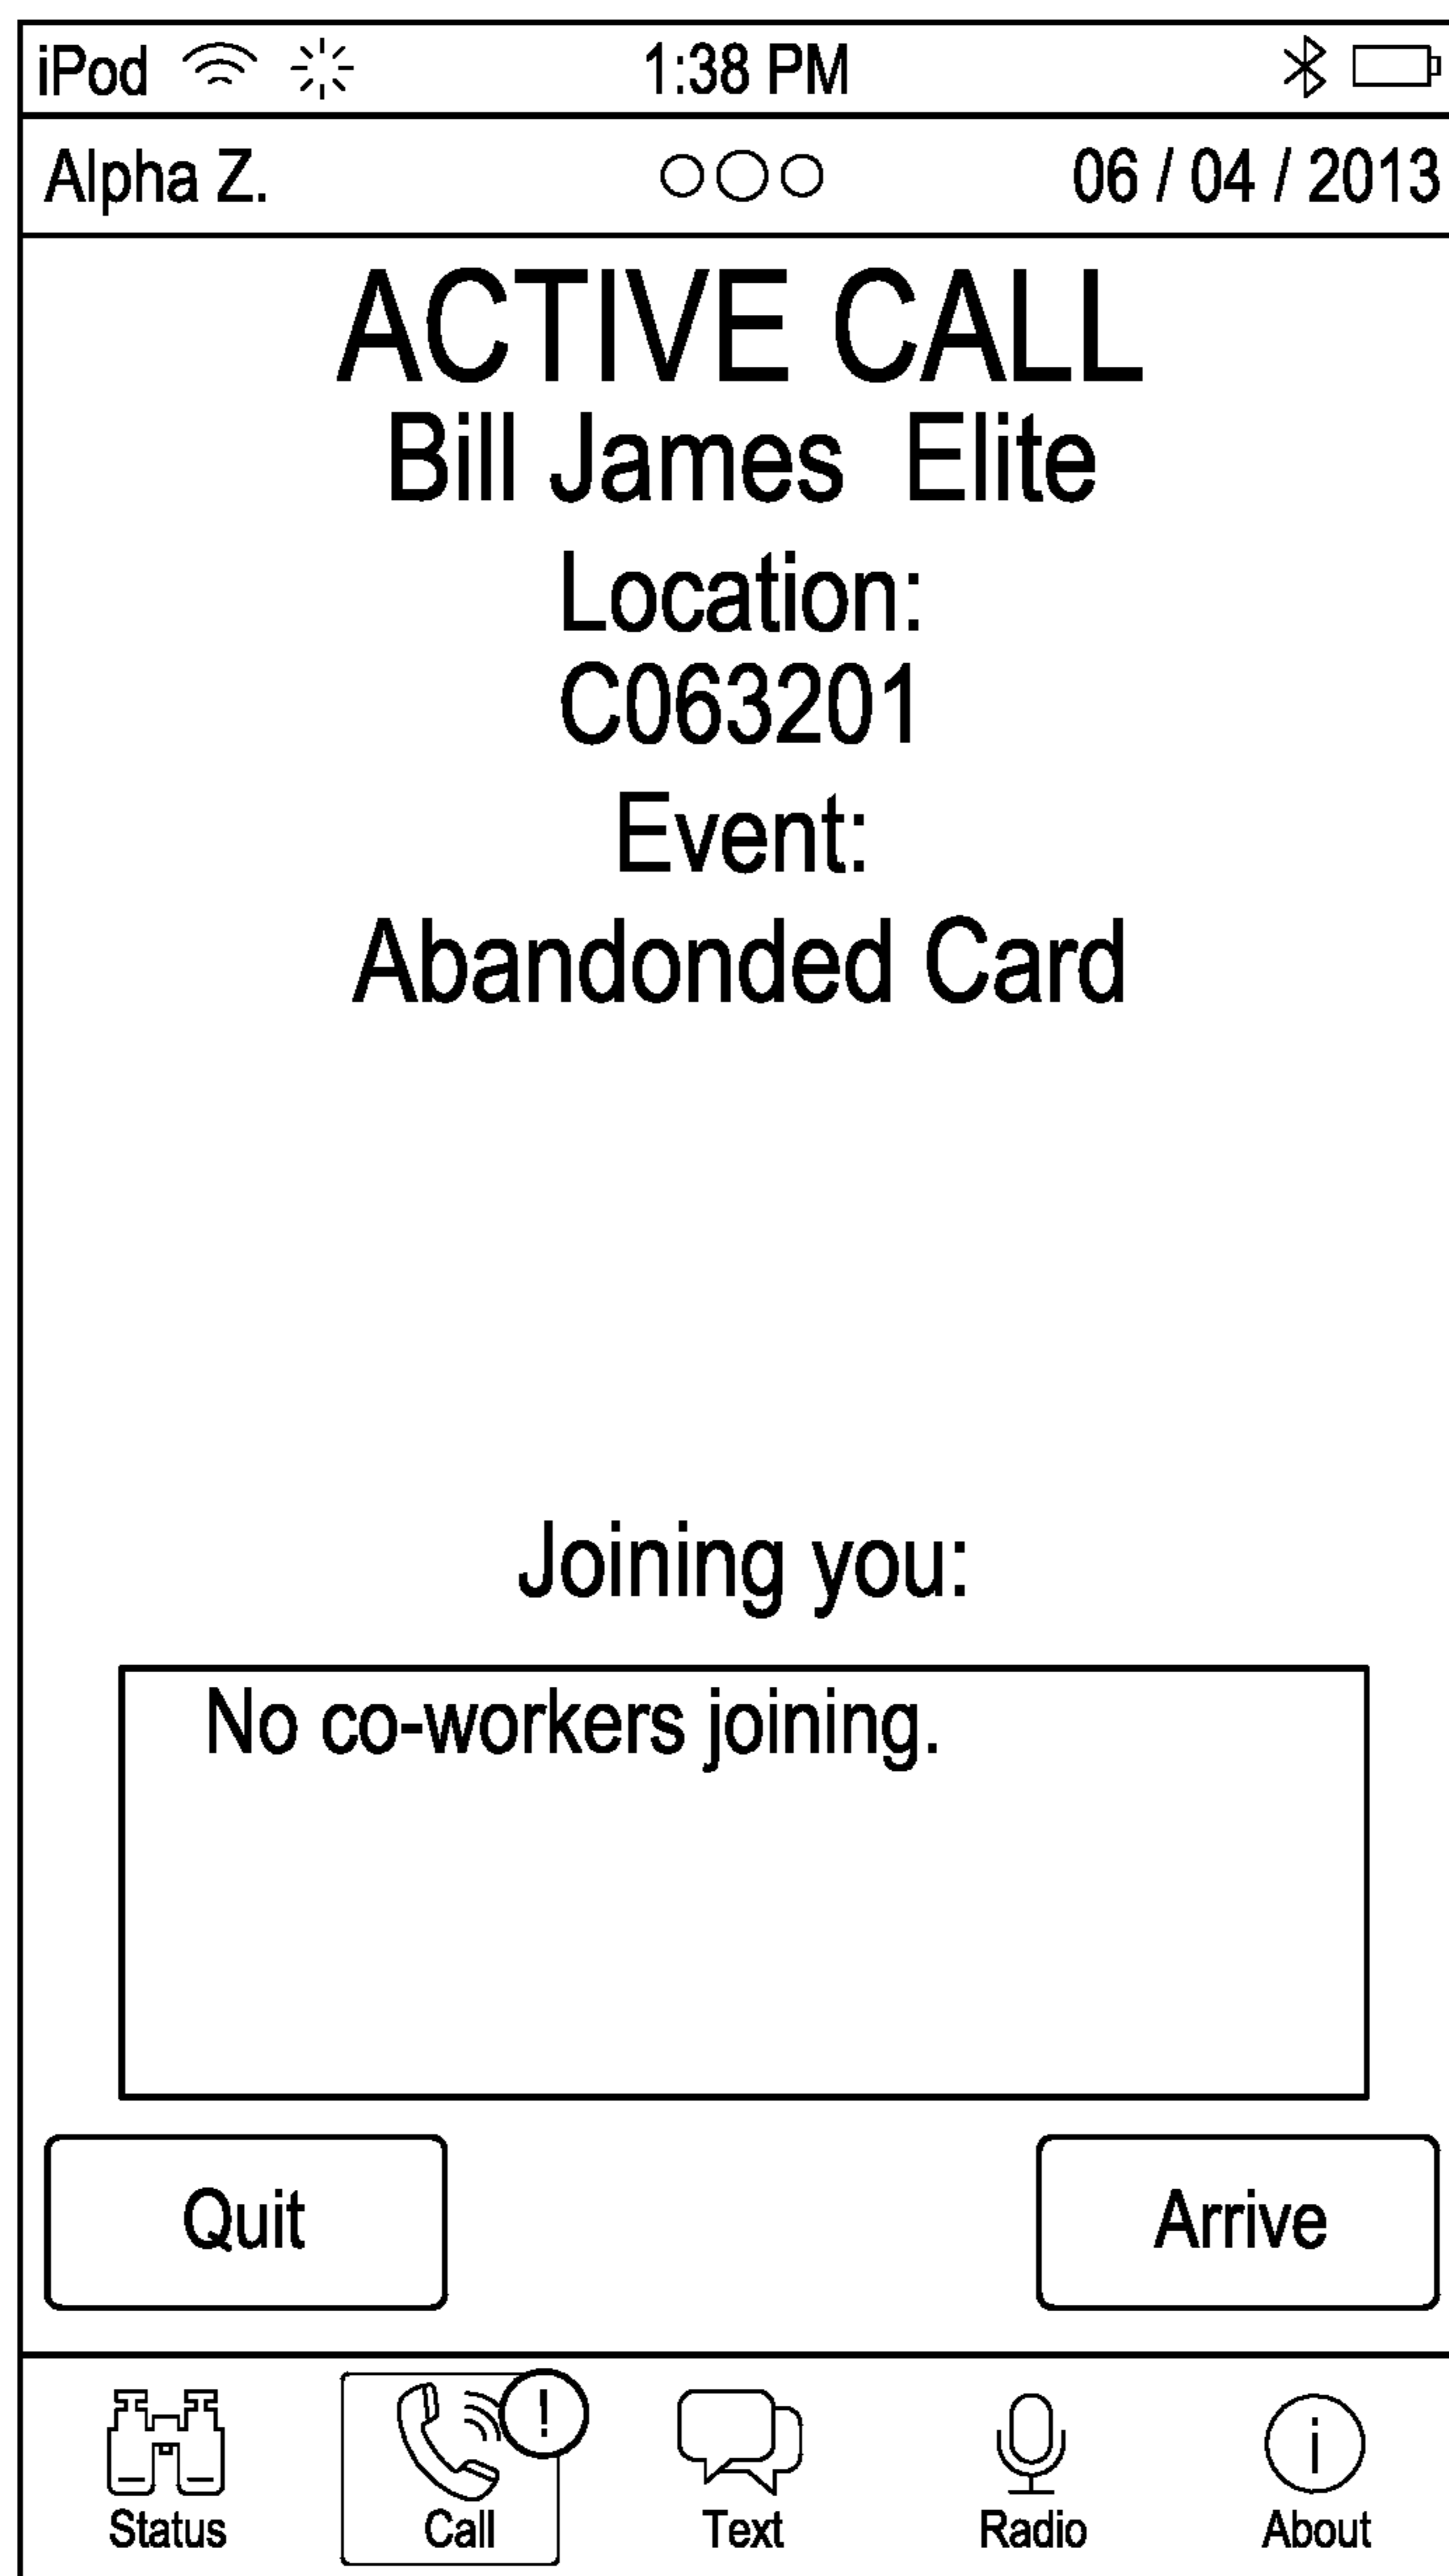 iPod 1:38 PM
Alpha Z. 06 / 04 / 2013
ACTIVE CALL
Bill James Elite
Location:
C063201
Event:
Abandonded Card
Joining you:
No co-workers joining.
Quit Arrive
!
i
Status Call Text Radio About